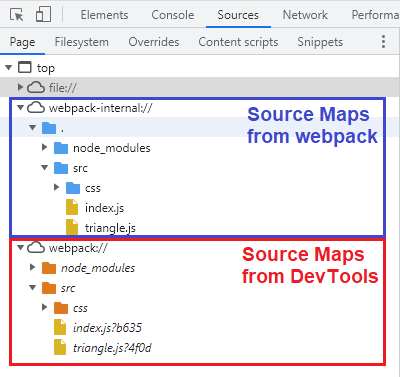 Elements Console Sources Network Performa
Page Filesystem Overrides Content scripts Snippets
top
file://
webpack-internal://
Source Maps
from webpack
.
node_modules
src
css
index.js
triangle.js
webpack://
Source Maps
from DevTools
node_modules
src
css
index.js?b635
triangle.js?4f0d